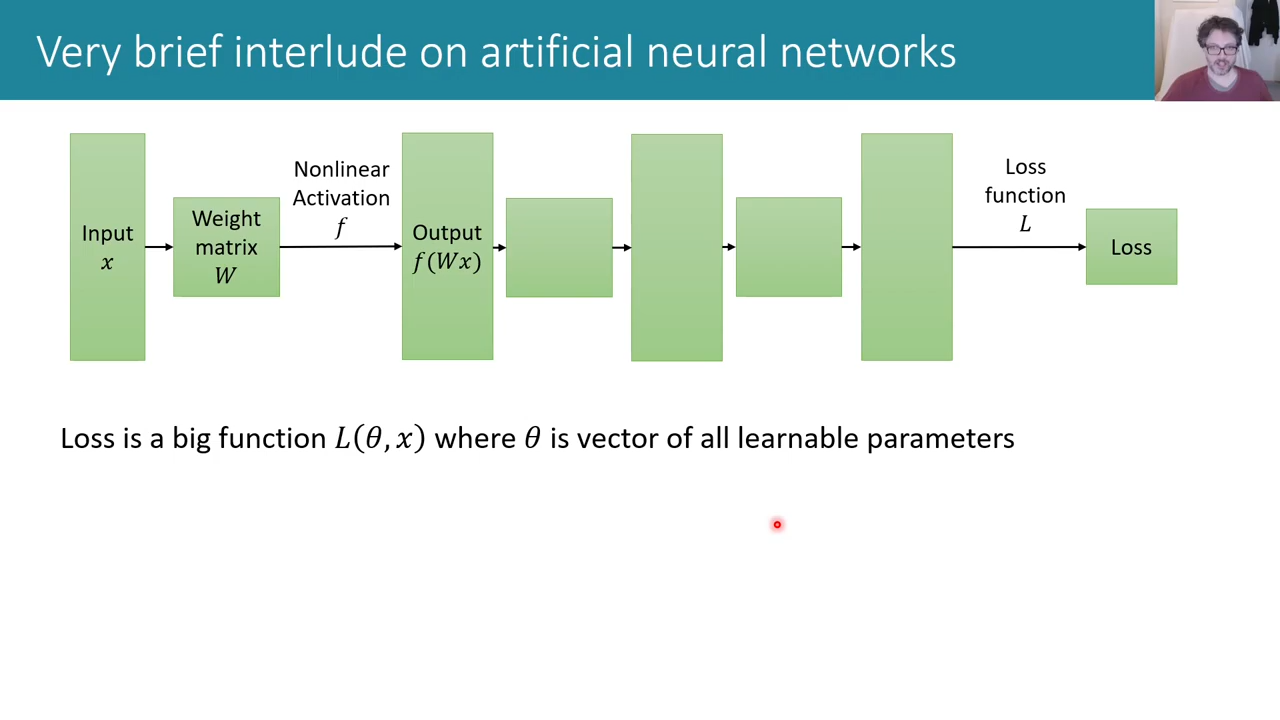 Very brief interlude on artificial neural networks
Input
x
Weight
matrix
W
Nonlinear
Activation
f
Output
f(Wx)
Loss
function
L
Loss
Loss is a big function L(θ, x) where θ is vector of all learnable parameters